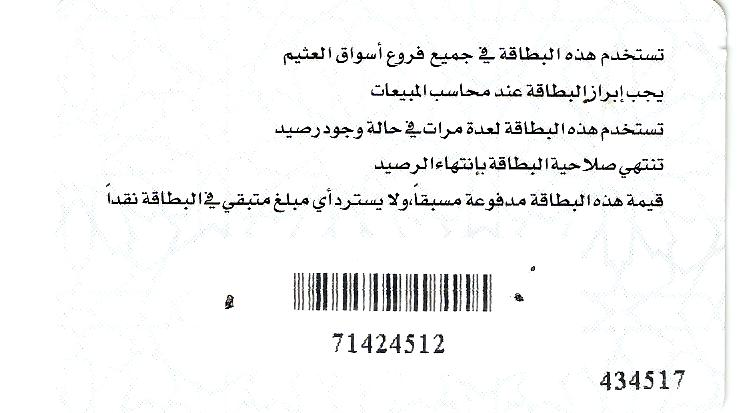 تستخدم هذه البطاقة في جميع فروع أسواق العثيم
يجب إبراز البطاقة عند محاسب المبيعات
تستخدم هذه البطاقة لعدة مرات في حالة وجود رصيد
تنتهي صلاحية البطاقة بإنتهاء الرصيد
قيمة هذه البطاقة مدفوعة مسبقاً،ولا يسترد أي مبلغ متبقي في البطاقة نقداً
71424512
434517